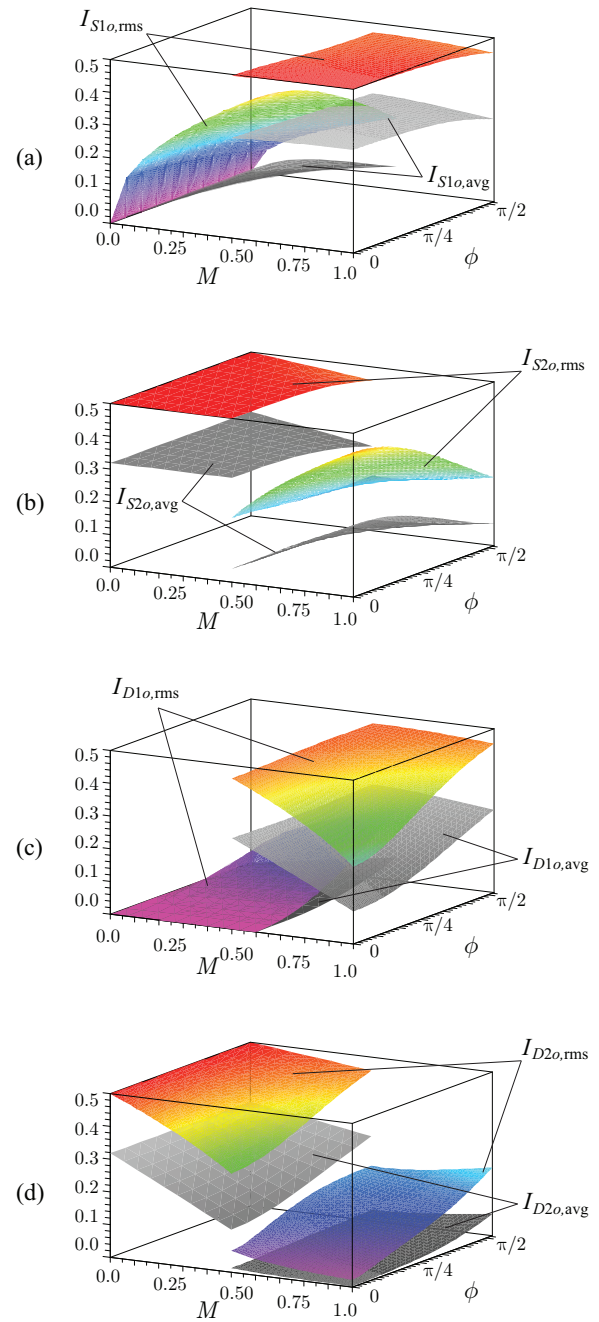 I_{S1o,rms}
0.5
0.4
0.3
0.2
0.1
0.0
(a)
I_{S1o,avg}
0.0
0.25
0.50
0.75
1.0
M
0
π/4
π/2
ϕ
I_{S2o,rms}
0.5
0.4
0.3
0.2
0.1
0.0
(b)
I_{S2o,avg}
0.0
0.25
0.50
0.75
1.0
M
0
π/4
π/2
ϕ
I_{D1o,rms}
0.5
0.4
0.3
0.2
0.1
0.0
(c)
I_{D1o,avg}
0.0
0.25
0.50
0.75
1.0
M
0
π/4
π/2
ϕ
I_{D2o,rms}
0.5
0.4
0.3
0.2
0.1
0.0
(d)
I_{D2o,avg}
0.0
0.25
0.50
0.75
1.0
M
0
π/4
π/2
ϕ